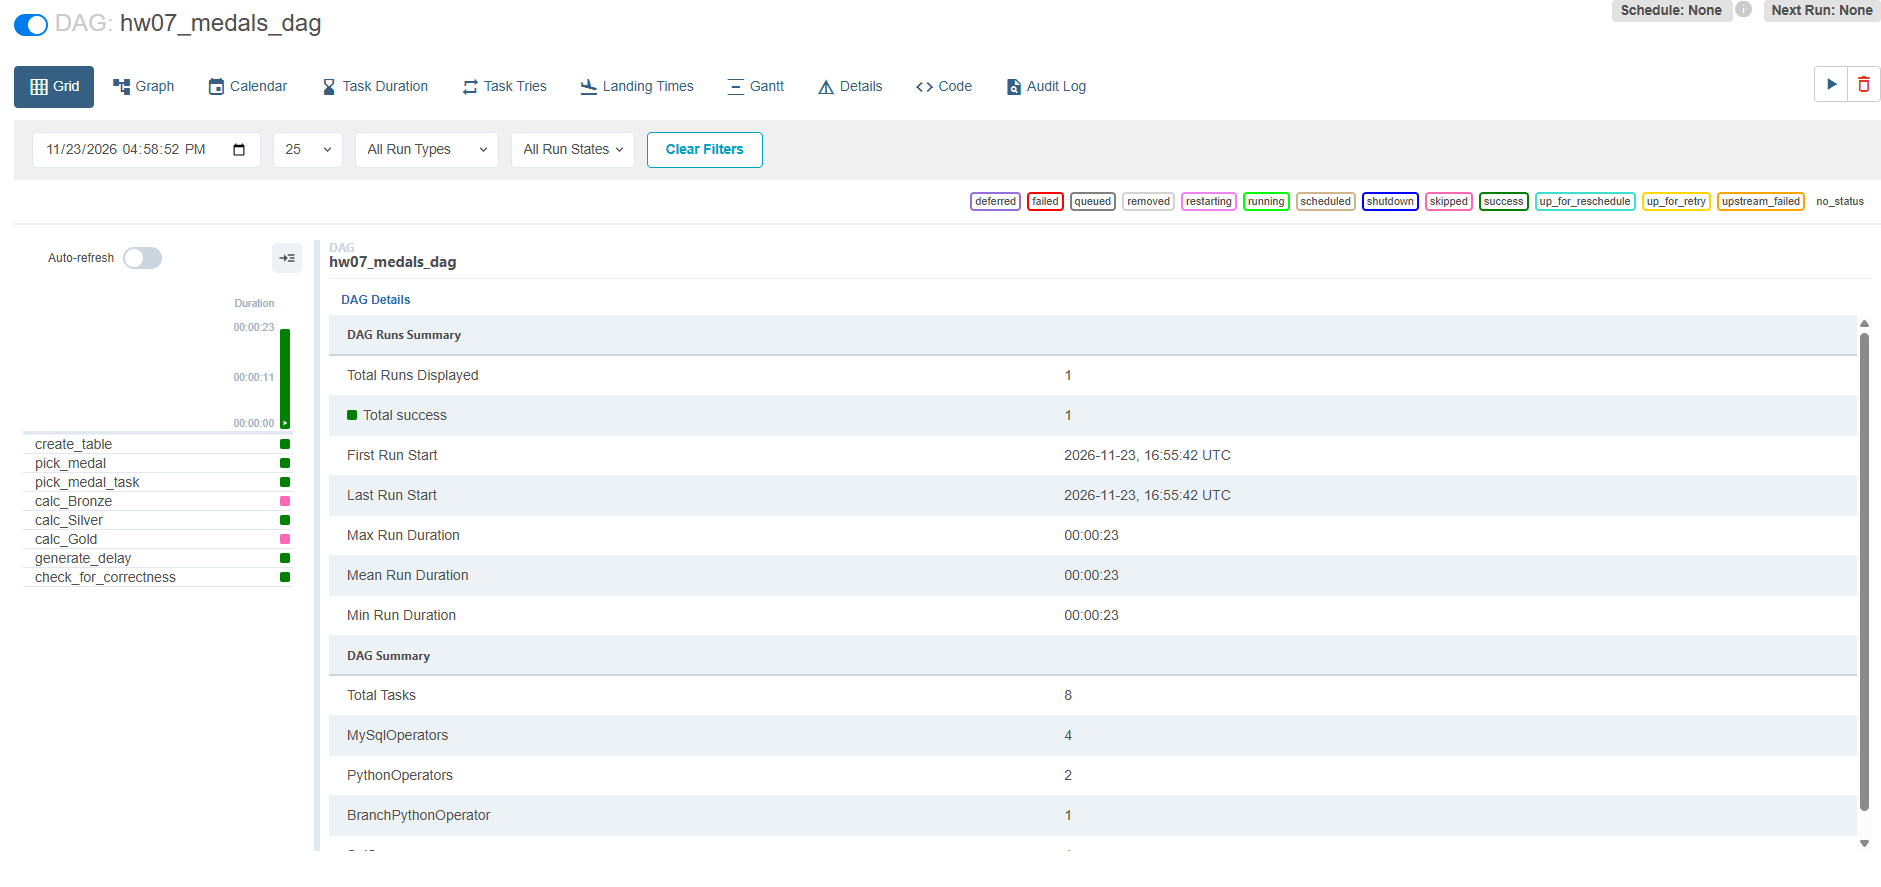 DAG: hw07_medals_dag
Schedule: None
Next Run: None
Grid
Graph
Calendar
Task Duration
Task Tries
Landing Times
Gantt
Details
Code
Audit Log
11/23/2026 04:58:52 PM
25
All Run Types
All Run States
Clear Filters
deferred
failed
queued
removed
restarting
running
scheduled
shutdown
skipped
success
up_for_reschedule
up_for_retry
upstream_failed
no_status
Auto-refresh
Duration
00:00:23
00:00:11
00:00:00
create_table
pick_medal
pick_medal_task
calc_Bronze
calc_Silver
calc_Gold
generate_delay
check_for_correctness
DAG
hw07_medals_dag
DAG Details
DAG Runs Summary
Total Runs Displayed 1
Total success 1
First Run Start 2026-11-23, 16:55:42 UTC
Last Run Start 2026-11-23, 16:55:42 UTC
Max Run Duration 00:00:23
Mean Run Duration 00:00:23
Min Run Duration 00:00:23
DAG Summary
Total Tasks 8
MySqlOperators 4
PythonOperators 2
BranchPythonOperator 1